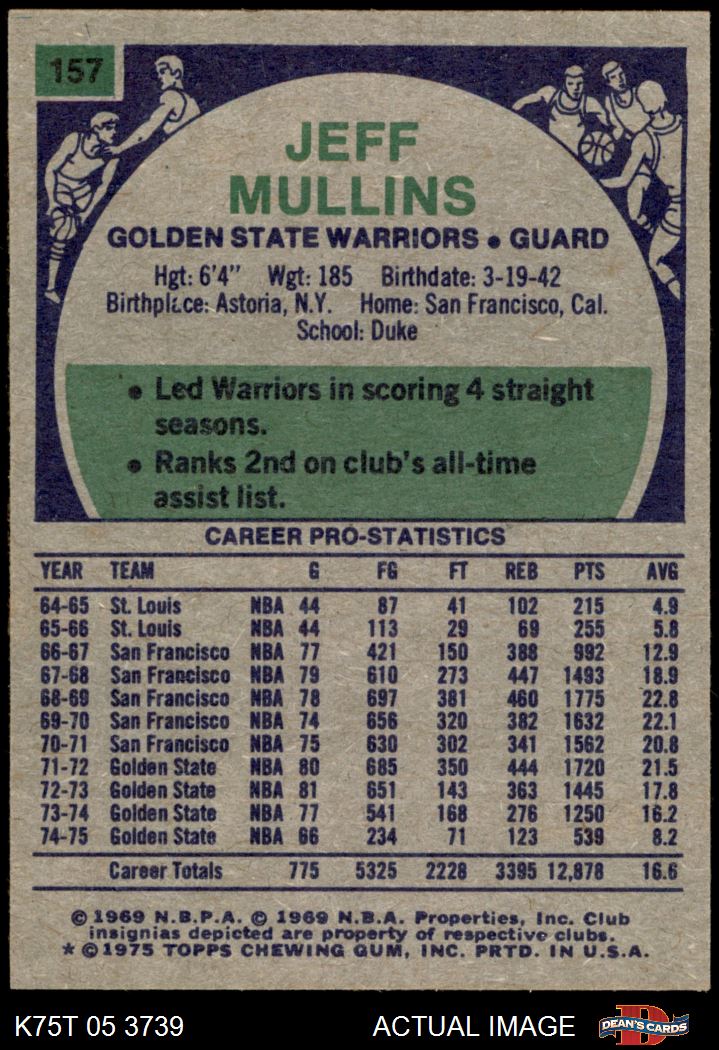 157
JEFF
MULLINS
GOLDEN STATE WARRIORS • GUARD
Hgt: 6'4" Wgt: 185 Birthdate: 3-19-42
Birthplace: Astoria, N.Y. Home: San Francisco, Cal.
School: Duke
• Led Warriors in scoring 4 straight
seasons.
• Ranks 2nd on club's all-time
assist list.
CAREER PRO-STATISTICS
YEAR TEAM G FG FT REB PTS AVG
64-65 St. Louis NBA 44 87 41 102 215 4.9
65-66 St. Louis NBA 44 113 29 69 255 5.8
66-67 San Francisco NBA 77 421 150 388 992 12.9
67-68 San Francisco NBA 79 610 273 447 1493 18.9
68-69 San Francisco NBA 78 697 381 460 1775 22.8
69-70 San Francisco NBA 74 656 320 382 1632 22.1
70-71 San Francisco NBA 75 630 302 341 1562 20.8
71-72 Golden State NBA 80 685 350 444 1720 21.5
72-73 Golden State NBA 81 651 143 363 1445 17.8
73-74 Golden State NBA 77 541 168 276 1250 16.2
74-75 Golden State NBA 66 234 71 123 539 8.2
Career Totals 775 5325 2228 3395 12,878 16.6
© 1969 N.B.P.A. © 1969 N.B.A. Properties, Inc. Club
insignias depicted are property of respective clubs.
* © 1975 TOPPS CHEWING GUM, INC. PRTD. IN U.S.A.
K75T 05 3739 ACTUAL IMAGE D DEAN'S CARDS